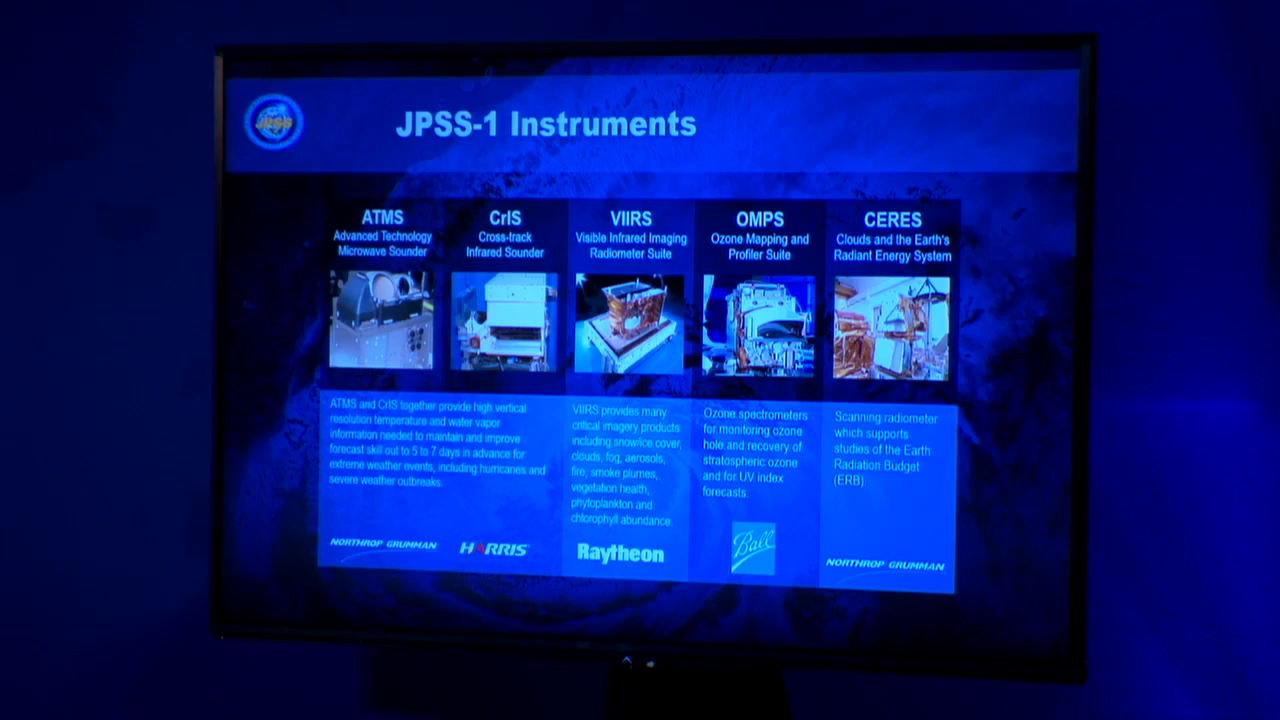 JPSS
JPSS-1 Instruments
ATMS
Advanced Technology
Microwave Sounder
CrIS
Cross-track
Infrared Sounder
VIIRS
Visible Infrared Imaging
Radiometer Suite
OMPS
Ozone Mapping and
Profiler Suite
CERES
Clouds and the Earth's
Radiant Energy System
ATMS and CrIS together provide high vertical
resolution temperature and water vapor
information needed to maintain and improve
forecast skill out to 5 to 7 days in advance for
extreme weather events, including hurricanes and
severe weather outbreaks.
NORTHROP GRUMMAN
HARRIS
VIIRS provides many
critical imagery products
including snow/ice cover,
clouds, fog, aerosols,
fire, smoke plumes,
vegetation health,
phytoplankton and
chlorophyll abundance.
Raytheon
Ozone spectrometers
for monitoring ozone
hole and recovery of
stratospheric ozone
and for UV index
forecasts.
Ball
Scanning radiometer
which supports
studies of the Earth
Radiation Budget
(ERB)
NORTHROP GRUMMAN